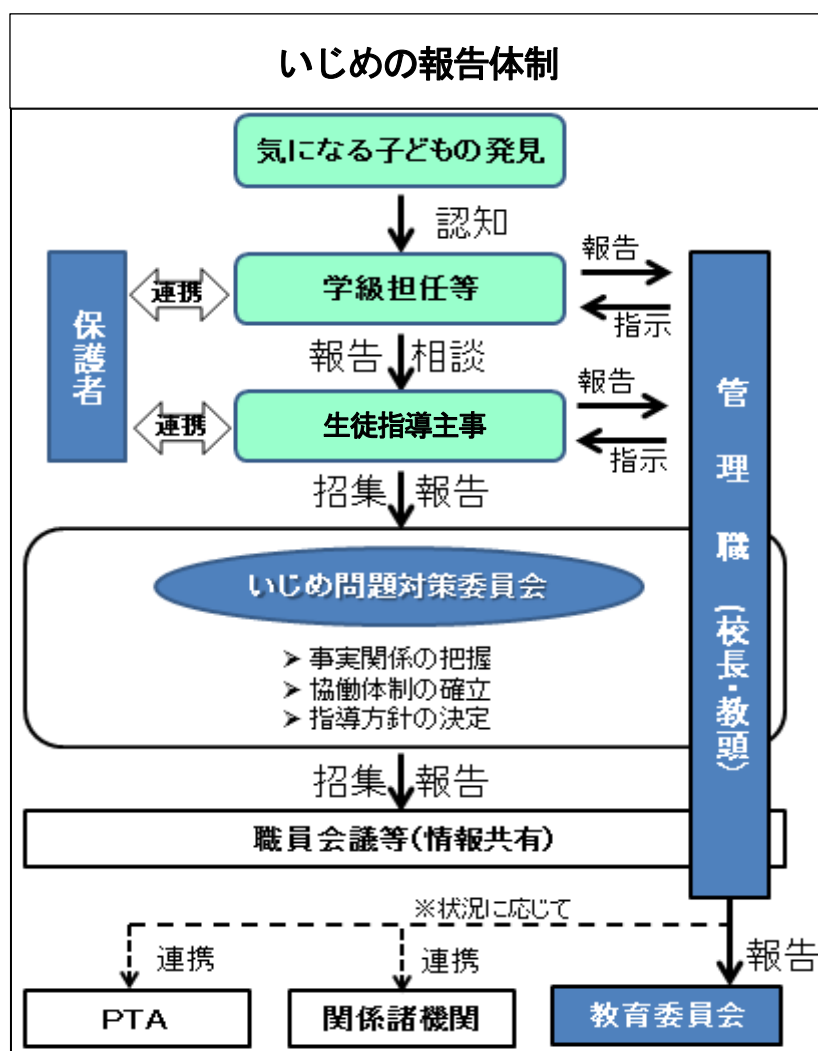 いじめの報告体制
気になる子どもの発見
認知
学級担任等
連携
報告
指示
保護者
報告 相談
生徒指導主事
連携
報告
指示
管理職(校長・教頭)
招集 報告
いじめ問題対策委員会
➢ 事実関係の把握
➢ 協働体制の確立
➢ 指導方針の決定
招集 報告
職員会議等(情報共有)
※状況に応じて
連携
連携
報告
PTA
関係諸機関
教育委員会